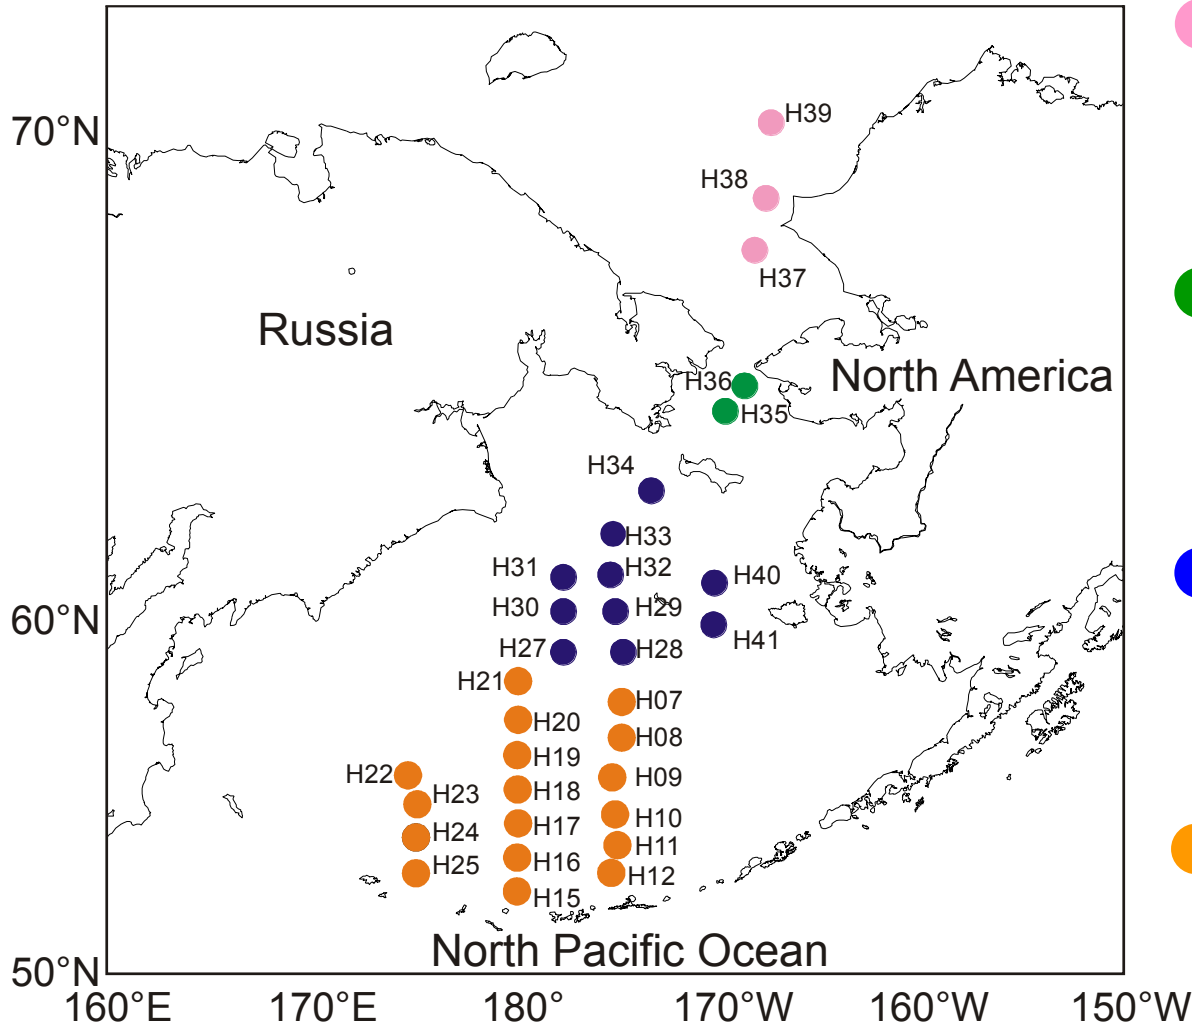 H39
70°N
H38
H37
Russia
H36
North America
H35
H34
H33
H31
H32
H40
H30
H29
60°N
H41
H27
H28
H21
H07
H20
H08
H19
H22
H09
H23
H18
H10
H17
H24
H11
H25
H16
H12
H15
North Pacific Ocean
50°N
160°E 170°E 180° 170°W 160°W 150°W